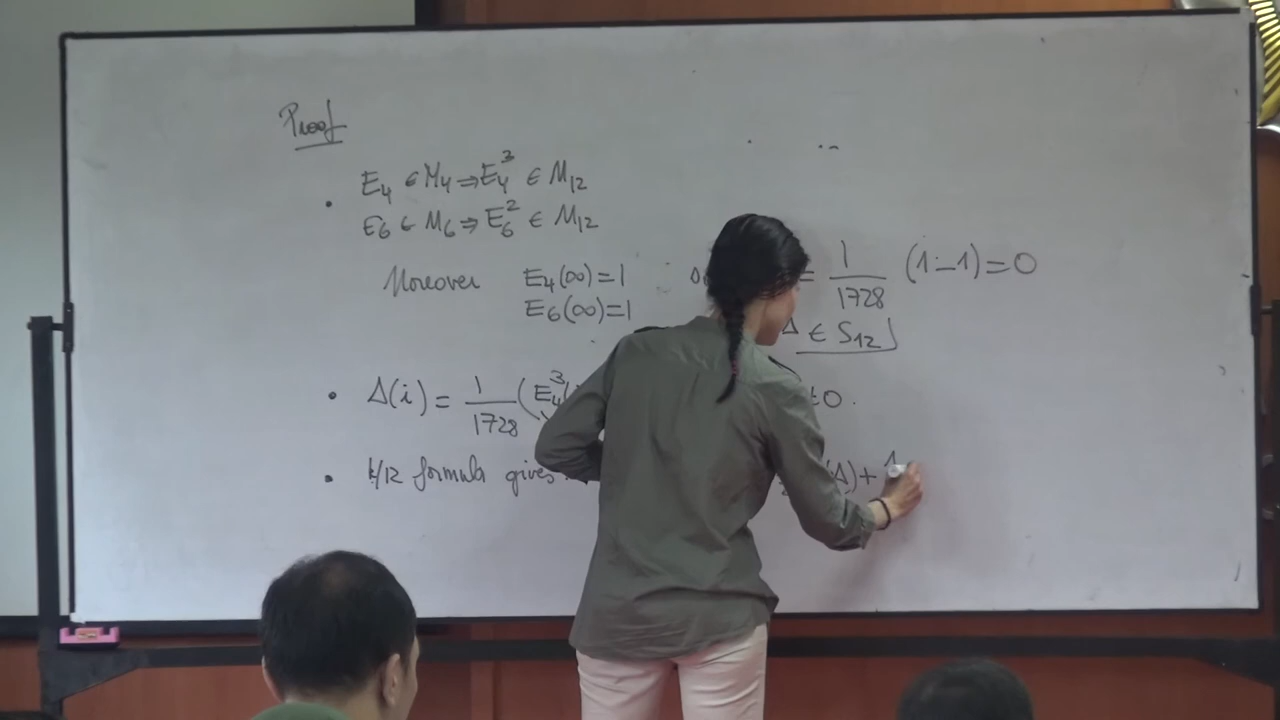 Proof
. E₄ ∈ M₄ ⇒ E₄³ ∈ M₁₂
E₆ ∈ M₆ ⇒ E₆² ∈ M₁₂
Moreover E₄(∞)=1 = 1/1728 (1-1)=0
E₆(∞)=1 Δ ∈ S₁₂
. Δ(i) = 1/1728 (E₄³( ≠0.
. k/12 formula gives (Δ)+ 1